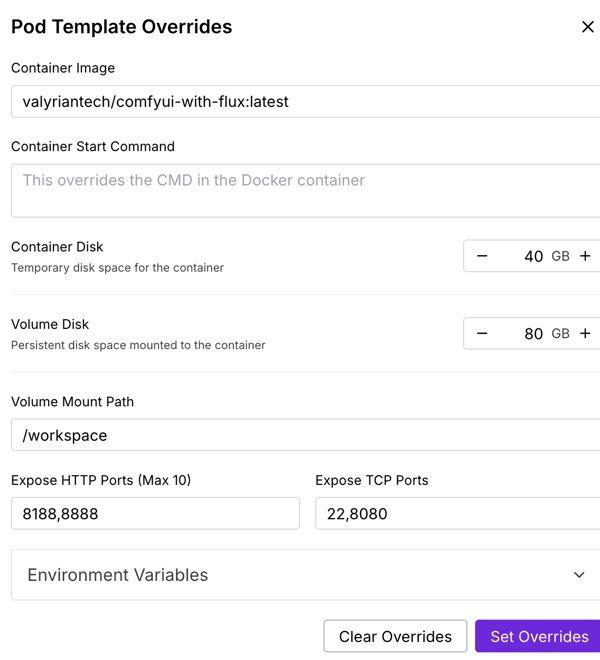 Pod Template Overrides
Container Image
valyriantech/comfyui-with-flux:latest
Container Start Command
This overrides the CMD in the Docker container
Container Disk
Temporary disk space for the container
40 GB
Volume Disk
Persistent disk space mounted to the container
80 GB
Volume Mount Path
/workspace
Expose HTTP Ports (Max 10)
8188,8888
Expose TCP Ports
22,8080
Environment Variables
Clear Overrides
Set Overrides